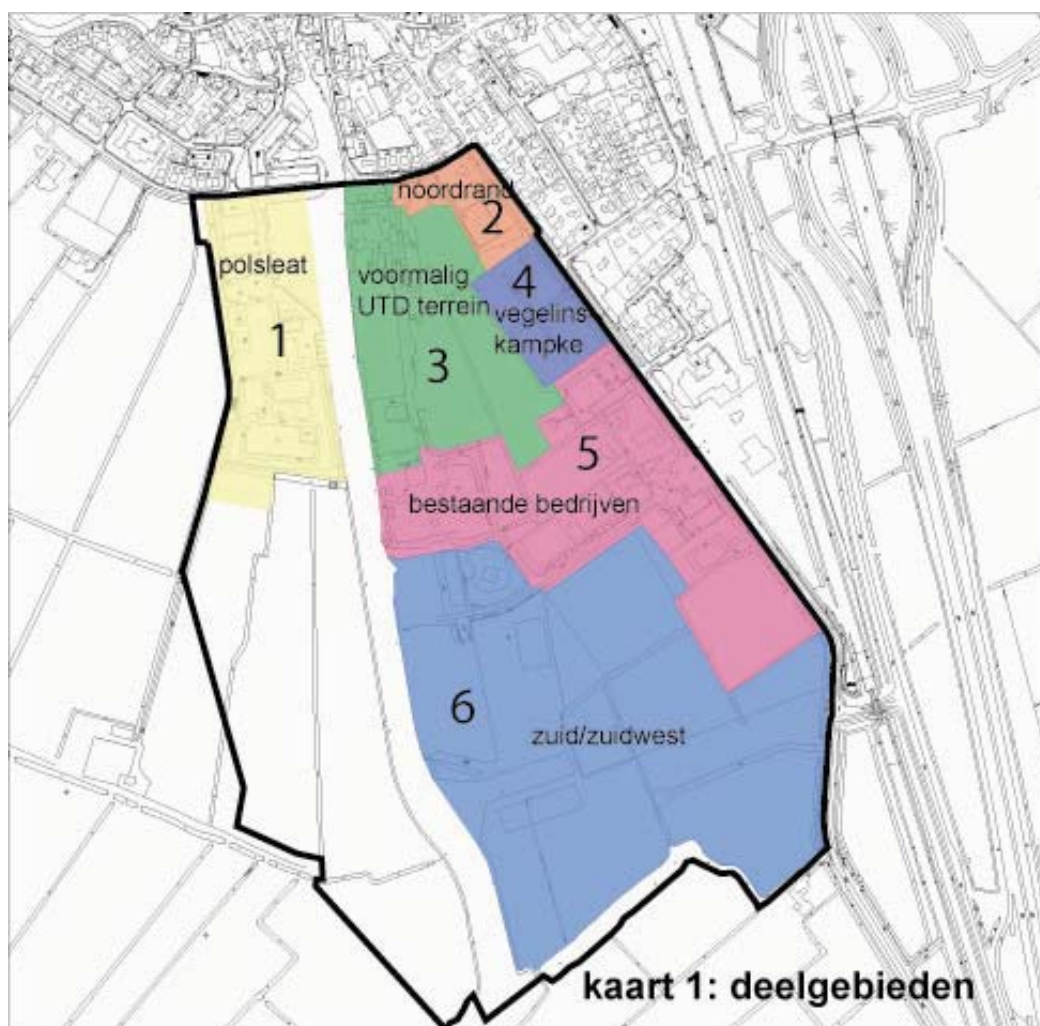 noordrand
2
polsleat
voormalig
UTD terrein
4
vegelins
kampke
1
3
5
bestaande bedrijven
6
zuid/zuidwest
kaart 1: deelgebieden